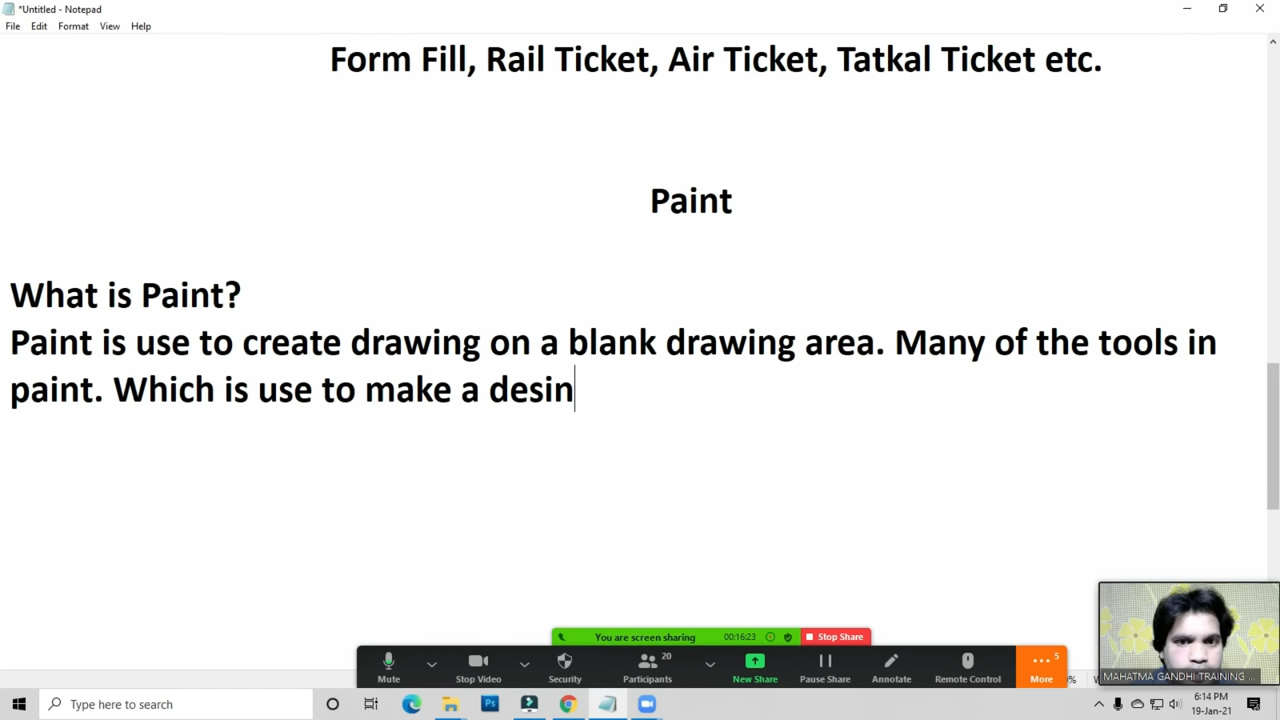 *Untitled - Notepad
File Edit Format View Help
Form Fill, Rail Ticket, Air Ticket, Tatkal Ticket etc.
Paint
What is Paint?
Paint is use to create drawing on a blank drawing area. Many of the tools in
paint. Which is use to make a desin
You are screen sharing 00:16:23 Stop Share
20 5
Mute Stop Video Security Participants New Share Pause Share Annotate Remote Control More
MAHATMA GANDHI TRAINING ...
Type here to search
6:14 PM
19-Jan-21